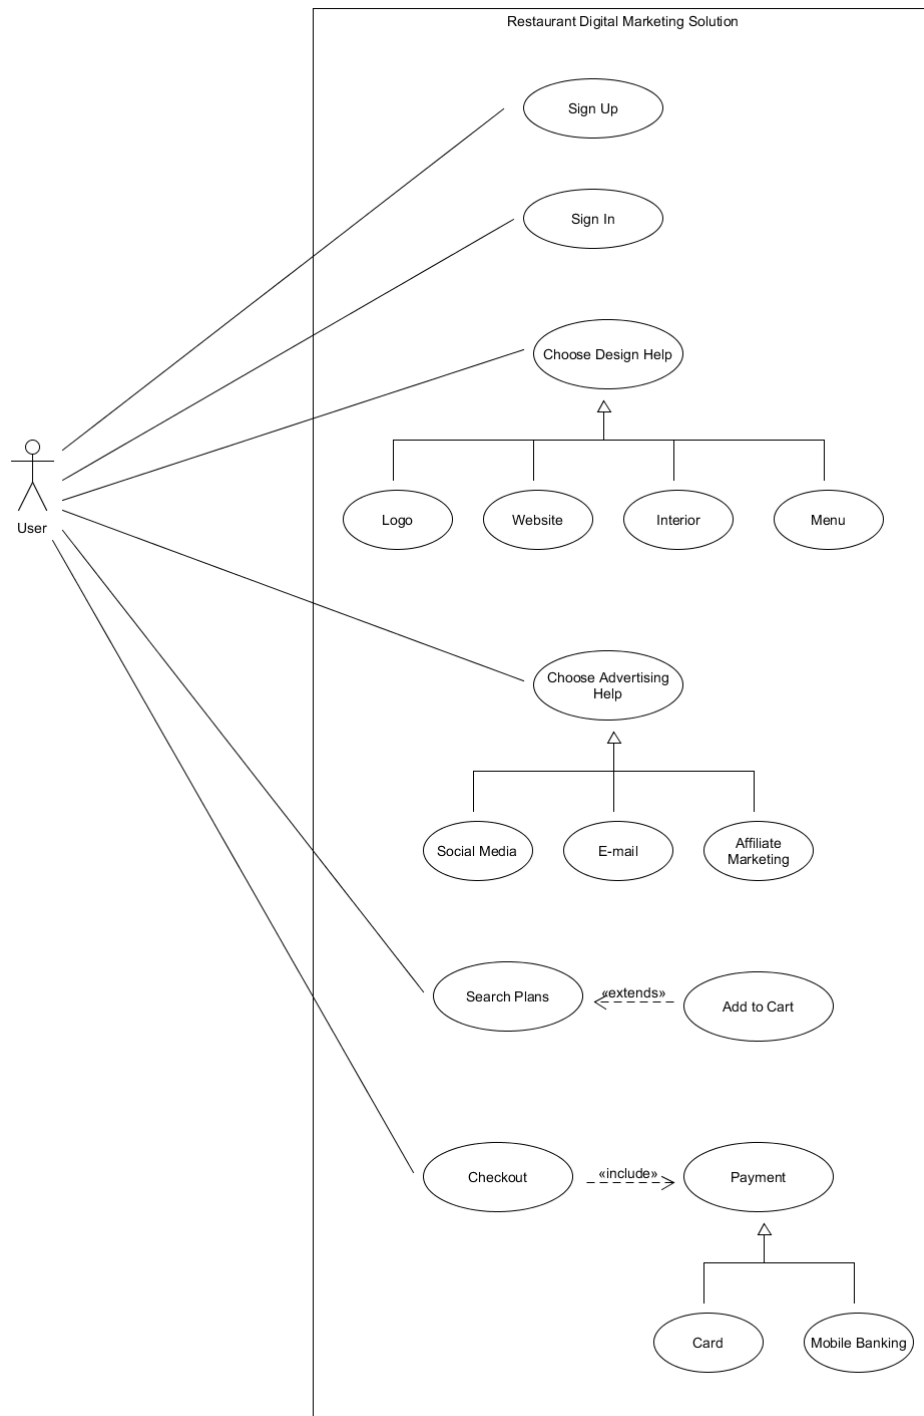 Restaurant Digital Marketing Solution
Sign Up
Sign In
Choose Design Help
Logo
Website
Interior
Menu
User
Choose Advertising
Help
Social Media
E-mail
Affiliate
Marketing
Search Plans
«extends»
Add to Cart
Checkout
«include»
Payment
Card
Mobile Banking